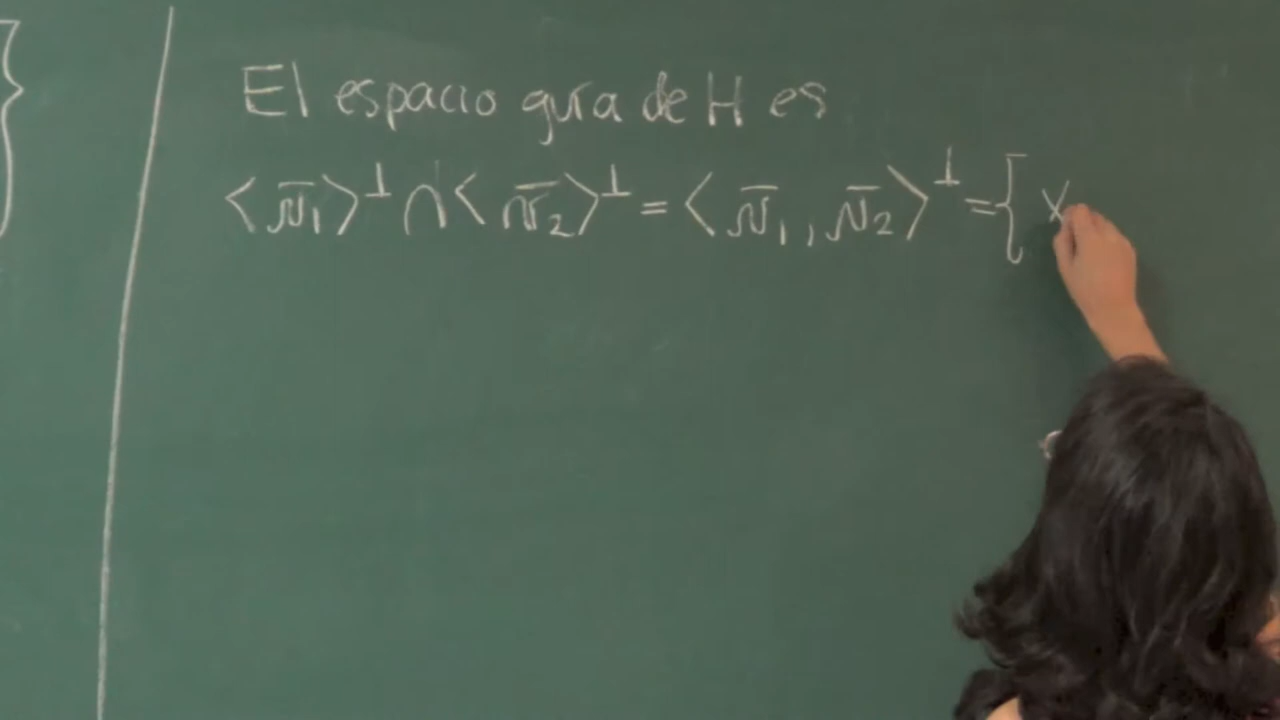 El espacio guía de H es
⟨N̄₁⟩⊥ ∩ ⟨N̄₂⟩⊥ = ⟨N̄₁, N̄₂⟩⊥ = { x